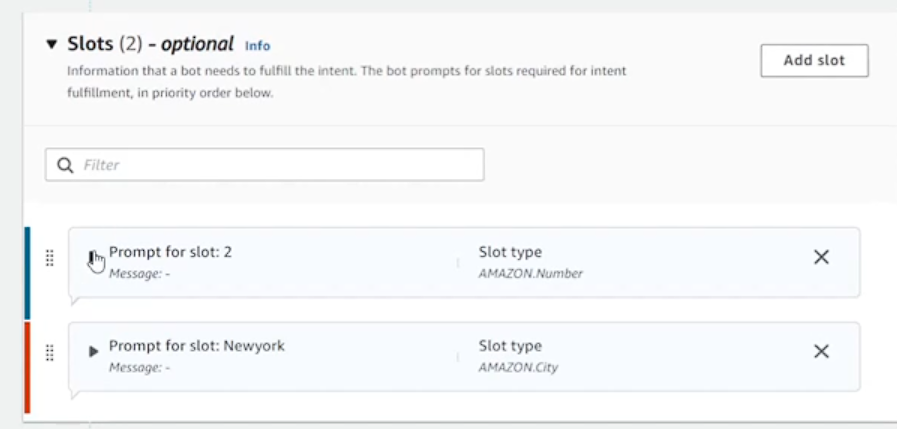 Slots (2) - optional Info
Information that a bot needs to fulfill the intent. The bot prompts for slots required for intent
fulfillment, in priority order below.
Add slot
Filter
Prompt for slot: 2
Message: -
Slot type
AMAZON.Number
Prompt for slot: Newyork
Message: -
Slot type
AMAZON.City